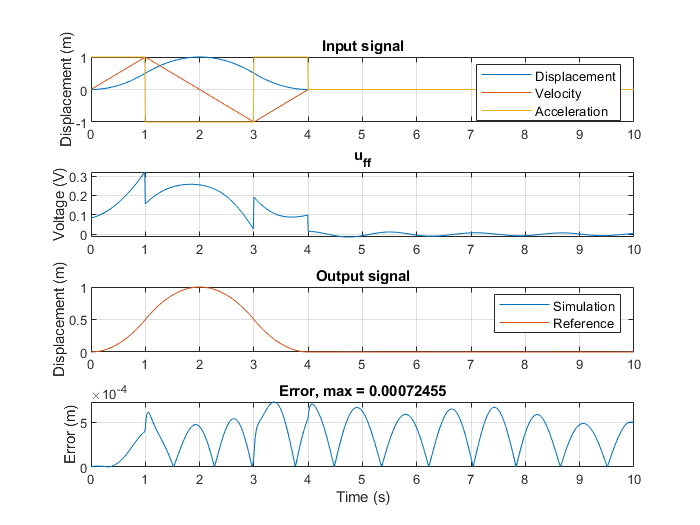 Input signal
Displacement (m)
1
0
-1
Displacement
Velocity
Acceleration
0 1 2 3 4 5 6 7 8 9 10
u_ff
Voltage (V)
0.3
0.2
0.1
0
0 1 2 3 4 5 6 7 8 9 10
Output signal
Displacement (m)
1
0.5
0
Simulation
Reference
0 1 2 3 4 5 6 7 8 9 10
×10^-4
Error, max = 0.00072455
Error (m)
5
0
0 1 2 3 4 5 6 7 8 9 10
Time (s)